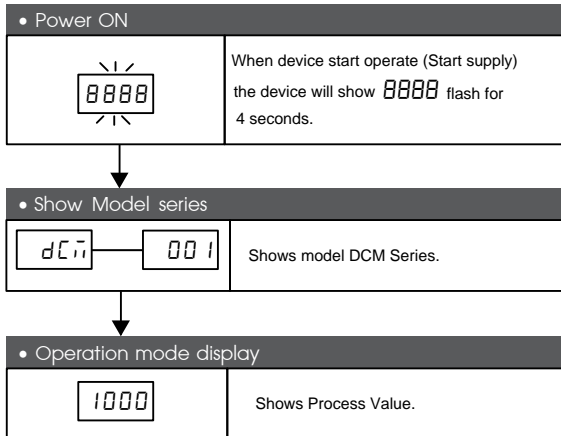 • Power ON
8888
When device start operate (Start supply)
the device will show 8888 flash for
4 seconds.
• Show Model series
dCM 001
Shows model DCM Series.
• Operation mode display
1000
Shows Process Value.